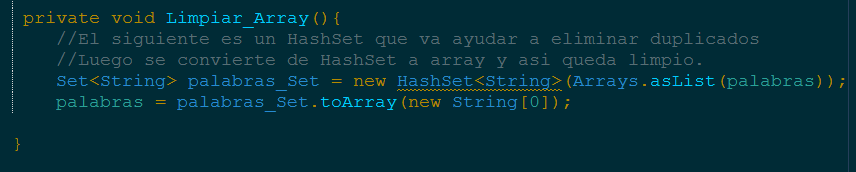 private void Limpiar_Array(){
//El siguiente es un HashSet que va ayudar a eliminar duplicados
//Luego se convierte de HashSet a array y asi queda limpio.
Set<String> palabras_Set = new HashSet<String>(Arrays.asList(palabras));
palabras = palabras_Set.toArray(new String[0]);
}